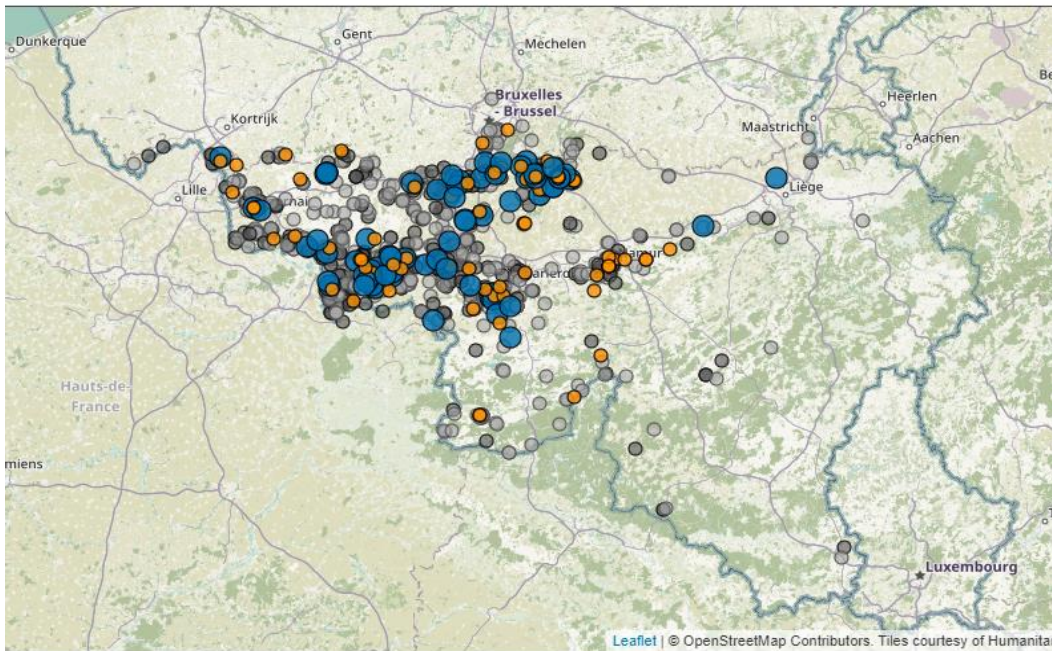 Dunkerque
Gent
Mechelen
Bruxelles
- Brussel
Kortrijk
Heerlen
Maastricht
Aachen
Lille
Liège
Hauts-de-
France
miens
Luxembourg
Leaflet | © OpenStreetMap Contributors. Tiles courtesy of Humanita